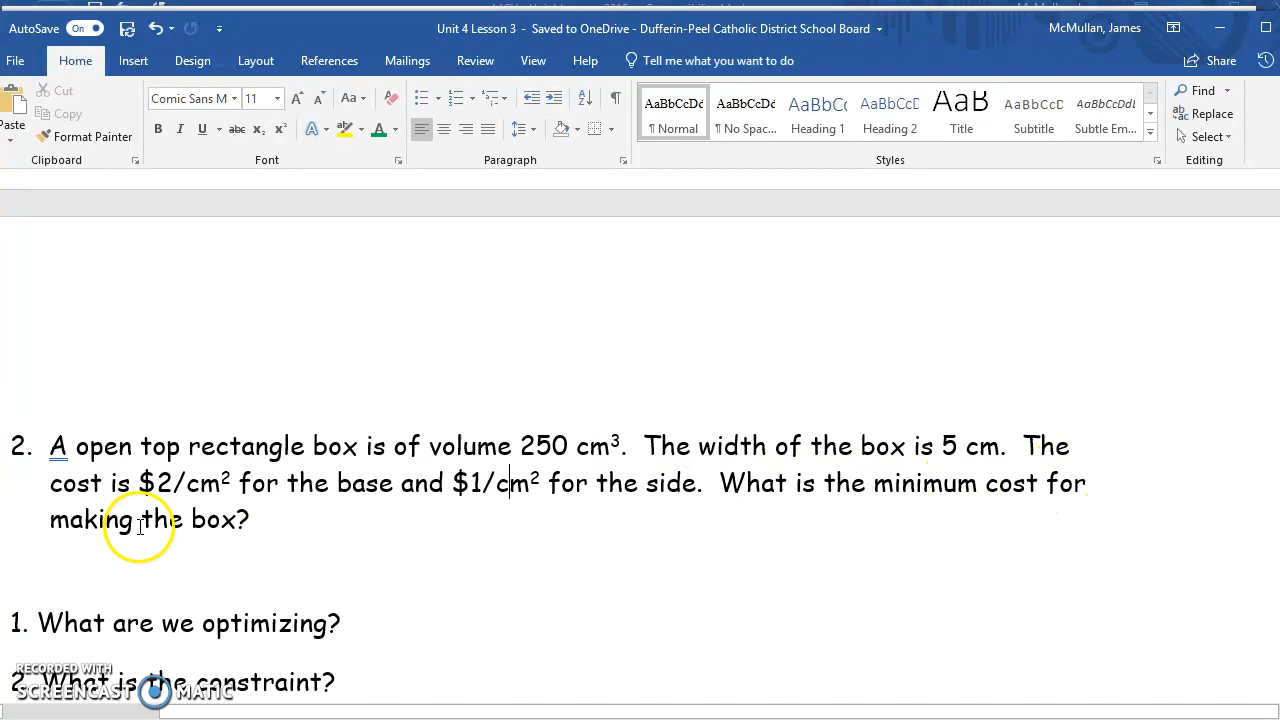 AutoSave On Unit 4 Lesson 3 - Saved to OneDrive - Dufferin-Peel Catholic District School Board McMullan, James
File Home Insert Design Layout References Mailings Review View Help Tell me what you want to do Share
Cut Comic Sans M 11 Aa AaBbCcDd AaBbCcDd AaBbC AaBbCcD AaB AaBbCcD AaBbCcDd Find
Copy Replace
Paste Format Painter B I U abc x₂ x² A A ¶ Normal ¶ No Spac... Heading 1 Heading 2 Title Subtitle Subtle Em... Select
Clipboard Font Paragraph Styles Editing
2. A open top rectangle box is of volume 250 cm³. The width of the box is 5 cm. The
cost is $2/cm² for the base and $1/cm² for the side. What is the minimum cost for
making the box?
1. What are we optimizing?
2. What is the constraint?
RECORDED WITH
SCREENCAST MATIC